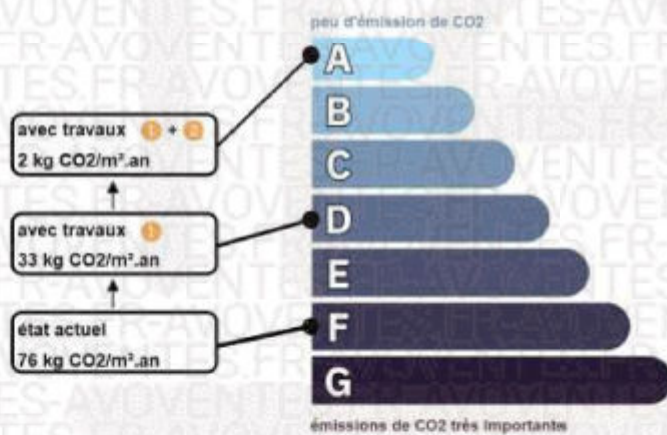 peu d'émission de CO2
A
B
C
D
E
F
G
émissions de CO2 très importantes
avec travaux 1 + 2
2 kg CO2/m².an
avec travaux 1
33 kg CO2/m².an
état actuel
76 kg CO2/m².an